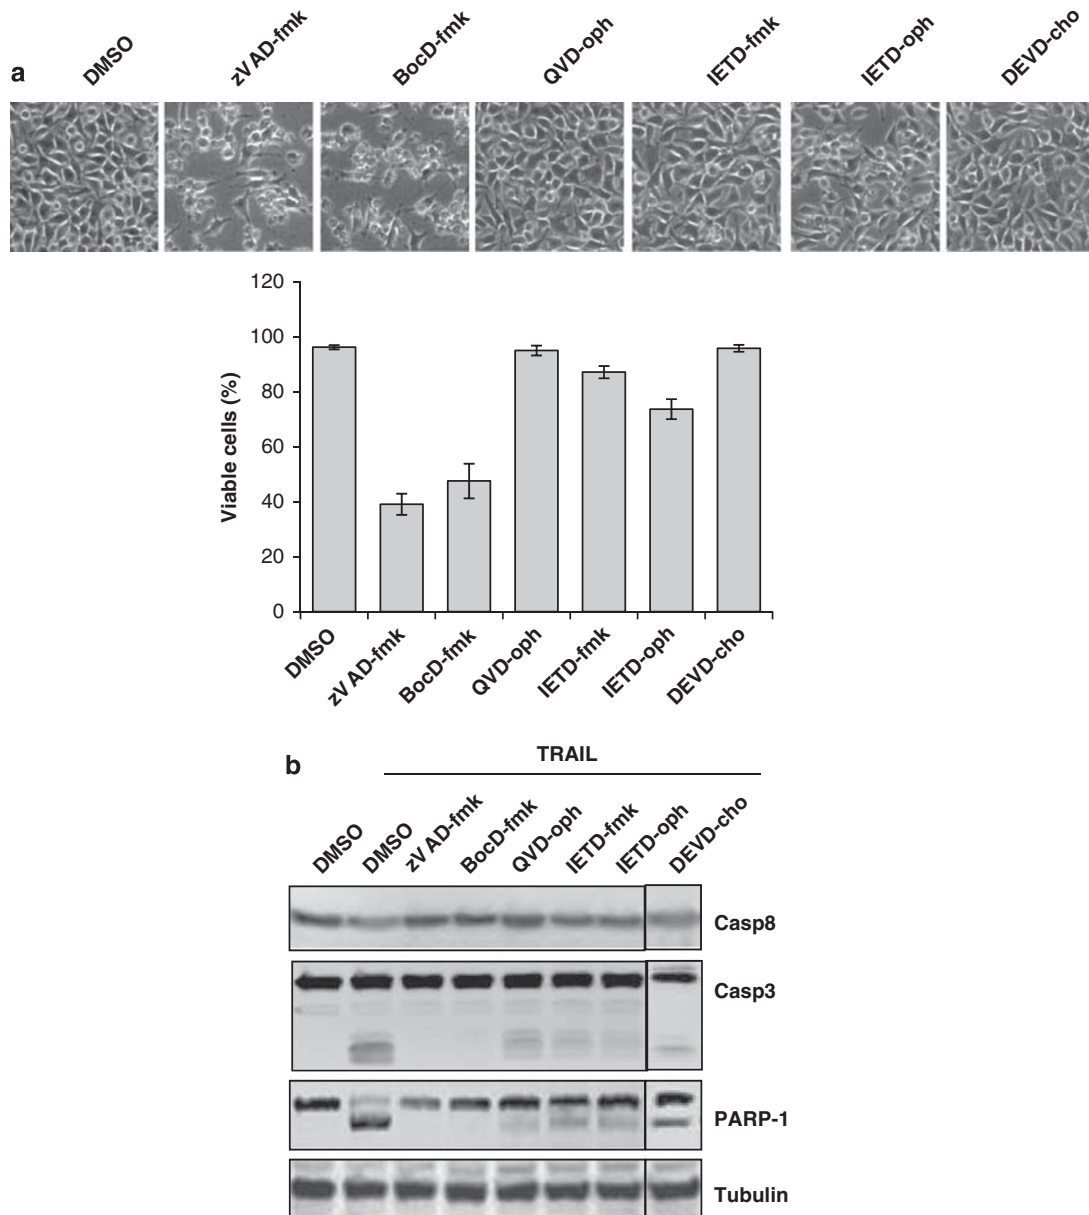 a
DMSO
zVAD-fmk
BocD-fmk
QVD-oph
IETD-fmk
IETD-oph
DEVD-cho
120
100
80
60
40
20
0
Viable cells (%)
DMSO
zVAD-fmk
BocD-fmk
QVD-oph
IETD-fmk
IETD-oph
DEVD-cho
b
TRAIL
DMSO
DMSO
zVAD-fmk
BocD-fmk
QVD-oph
IETD-fmk
IETD-oph
DEVD-cho
Casp8
Casp3
PARP-1
Tubulin